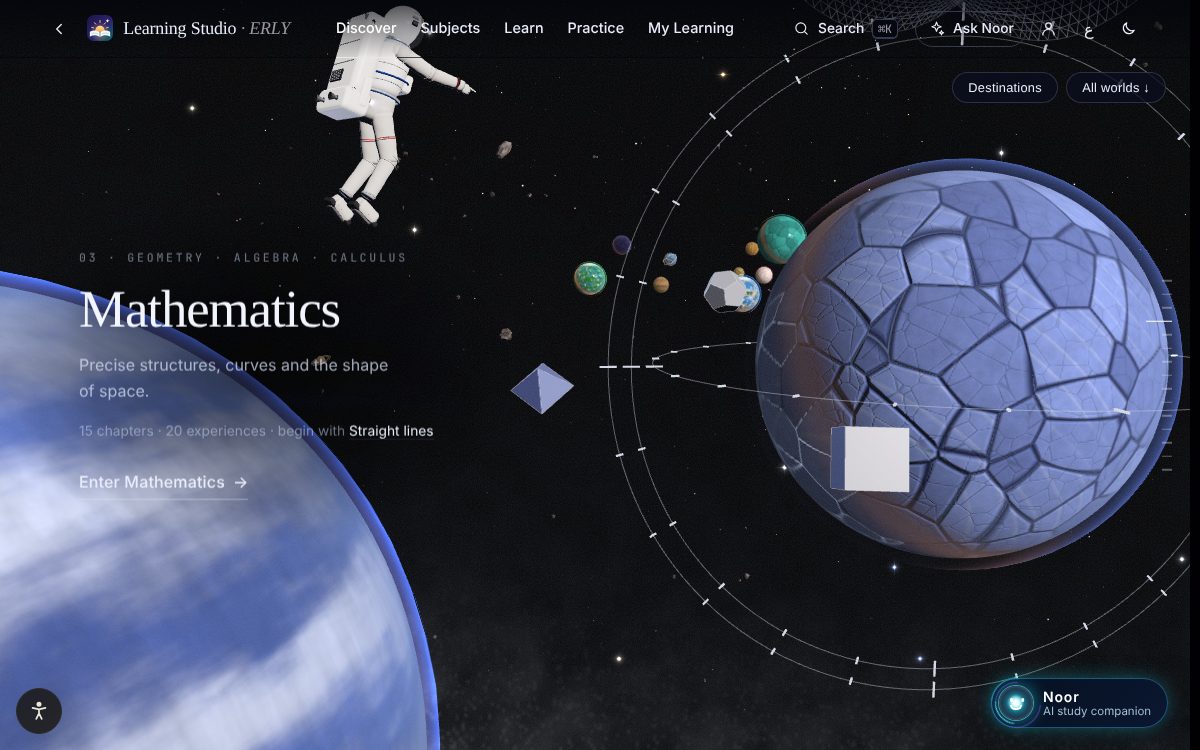 Learning Studio · ERLY
Discover Subjects Learn Practice My Learning
Search ⌘K Ask Noor ع
Destinations All worlds ↓
03 · GEOMETRY · ALGEBRA · CALCULUS
Mathematics
Precise structures, curves and the shape
of space.
15 chapters · 20 experiences · begin with Straight lines
Enter Mathematics →
Noor
AI study companion